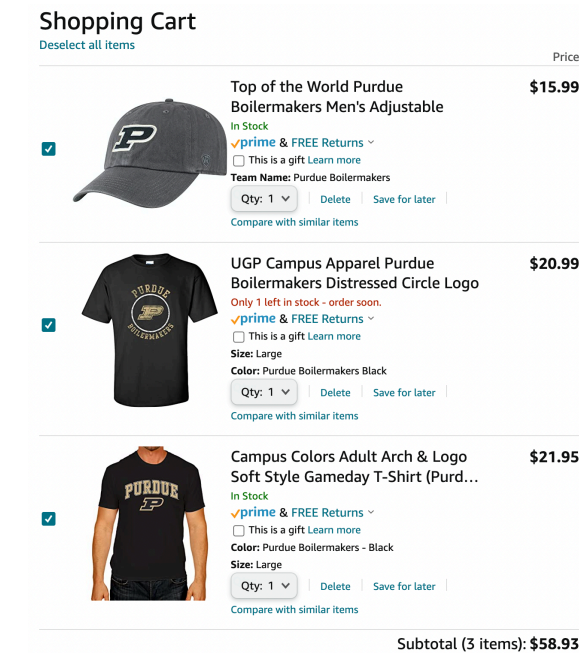 Shopping Cart
Deselect all items
Price
Top of the World Purdue
Boilermakers Men's Adjustable
$15.99
In Stock
prime & FREE Returns
This is a gift Learn more
Team Name: Purdue Boilermakers
Qty: 1
Delete
Save for later
Compare with similar items
P
UGP Campus Apparel Purdue
Boilermakers Distressed Circle Logo
$20.99
Only 1 left in stock - order soon.
prime & FREE Returns
This is a gift Learn more
Size: Large
Color: Purdue Boilermakers Black
Qty: 1
Delete
Save for later
Compare with similar items
PURDUE
P
BOILERMAKERS
Campus Colors Adult Arch & Logo
Soft Style Gameday T-Shirt (Purd...
$21.95
In Stock
prime & FREE Returns
This is a gift Learn more
Color: Purdue Boilermakers - Black
Size: Large
Qty: 1
Delete
Save for later
Compare with similar items
PURDUE
P
Subtotal (3 items): $58.93